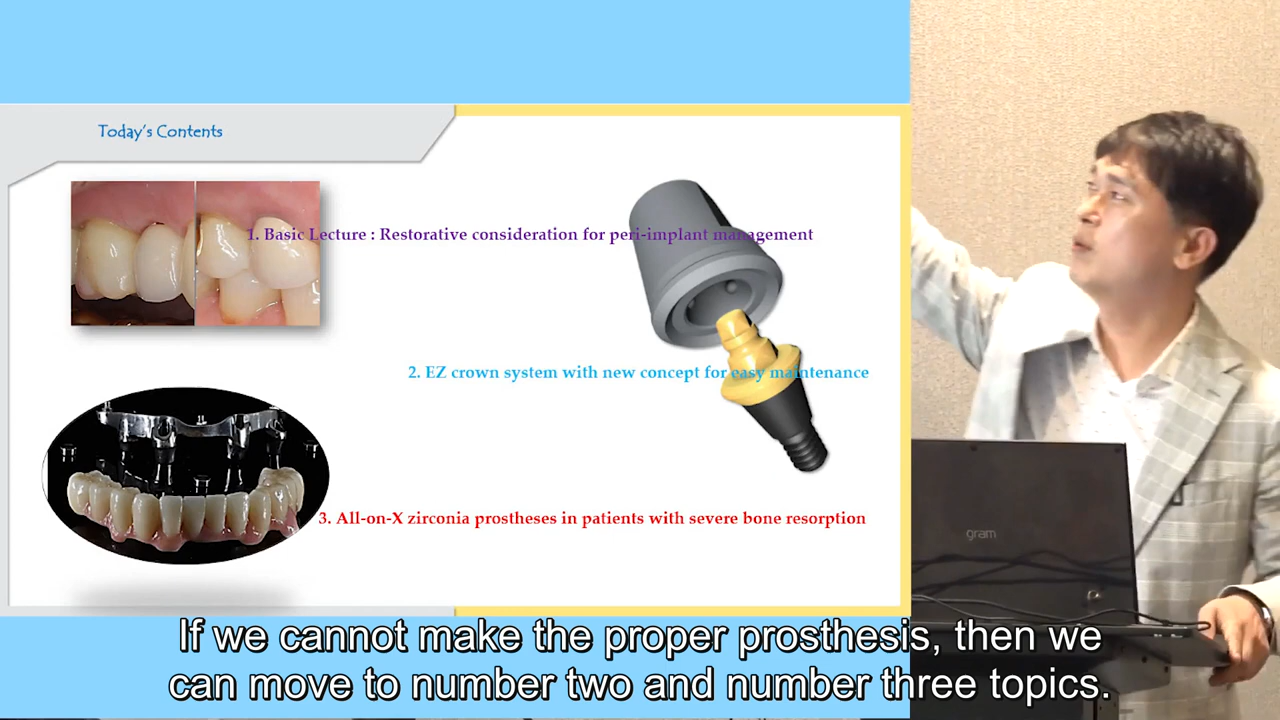 Today's Contents
1. Basic Lecture : Restorative consideration for peri-implant management
2. EZ crown system with new concept for easy maintenance
3. All-on-X zirconia prostheses in patients with severe bone resorption
gram
If we cannot make the proper prosthesis, then we
can move to number two and number three topics.